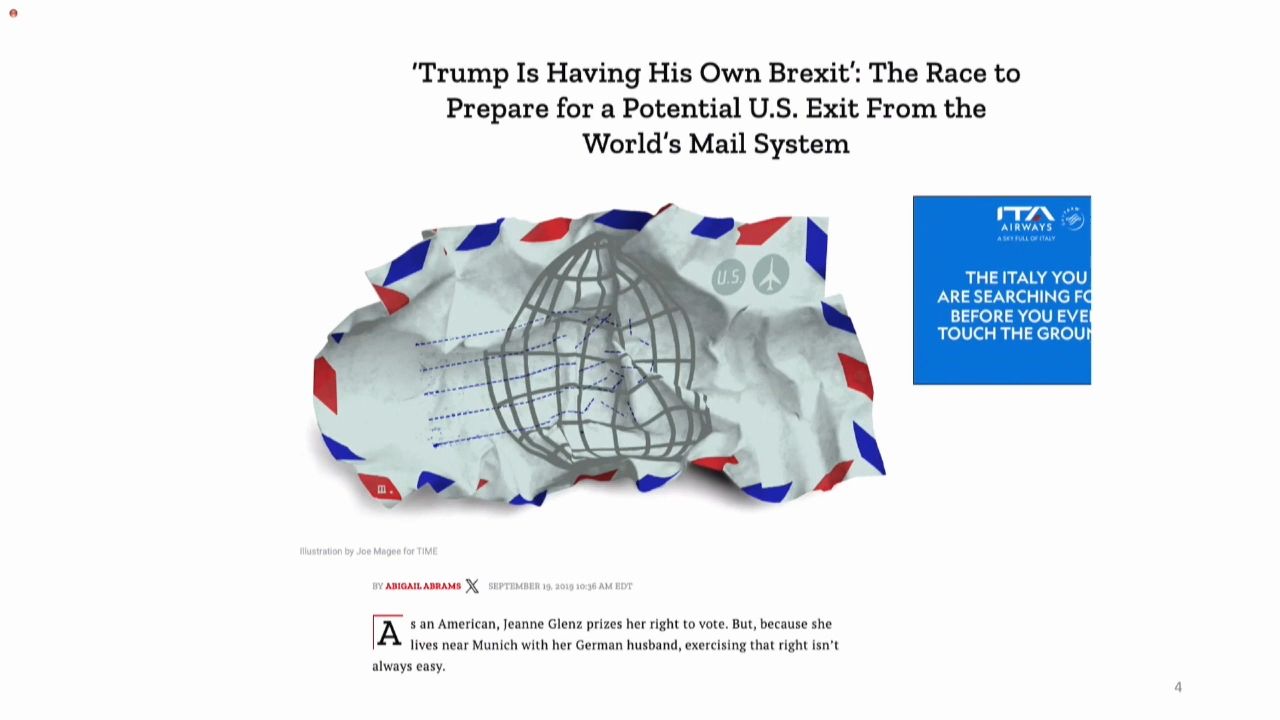 ‘Trump Is Having His Own Brexit’: The Race to
Prepare for a Potential U.S. Exit From the
World’s Mail System
U.S.
ITA
AIRWAYS
A SKY FULL OF ITALY
THE ITALY YOU
ARE SEARCHING FO
BEFORE YOU EVE
TOUCH THE GROUN
m.
Illustration by Joe Magee for TIME
BY ABIGAIL ABRAMS X SEPTEMBER 19, 2019 10:36 AM EDT
As an American, Jeanne Glenz prizes her right to vote. But, because she
lives near Munich with her German husband, exercising that right isn’t
always easy.
4